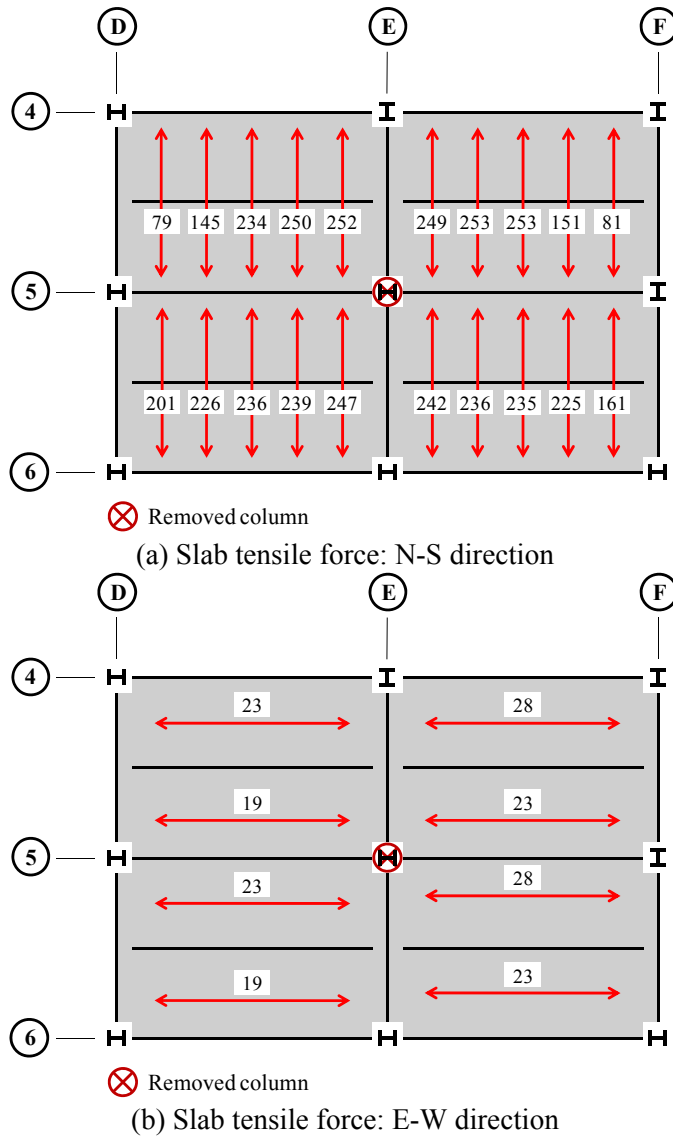 D E F
4
79 145 234 250 252 249 253 253 151 81
5
201 226 236 239 247 242 236 235 225 161
6
Removed column
(a) Slab tensile force: N-S direction
D E F
4
23 28
19 23
5
23 28
19 23
6
Removed column
(b) Slab tensile force: E-W direction